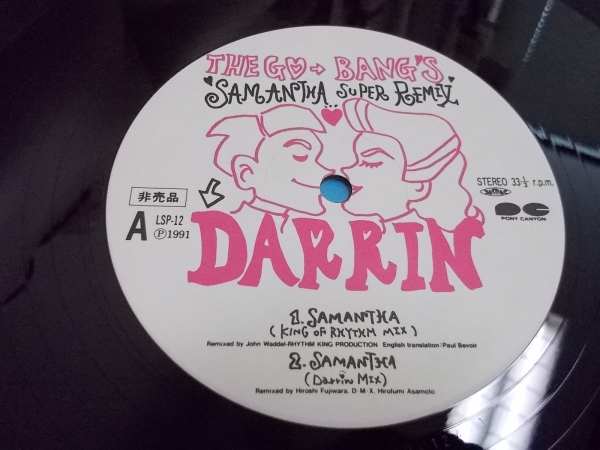 THE GO → BANG'S
SAMANTHA SUPER REMIX
非売品
LSP-12
A
Ⓟ1991
STEREO 33⅓ r.p.m.
PONY CANYON
DARRIN
1. SAMANTHA
(KING OF RHYTHM MIX)
Remixed by John Waddel-RHYTHM KING PRODUCTION English translation : Paul Bevoir
2. SAMANTHA
(Darrin MIX)
Remixed by Hiroshi Fujiwara, D·M·X, Hirofumi Asamoto